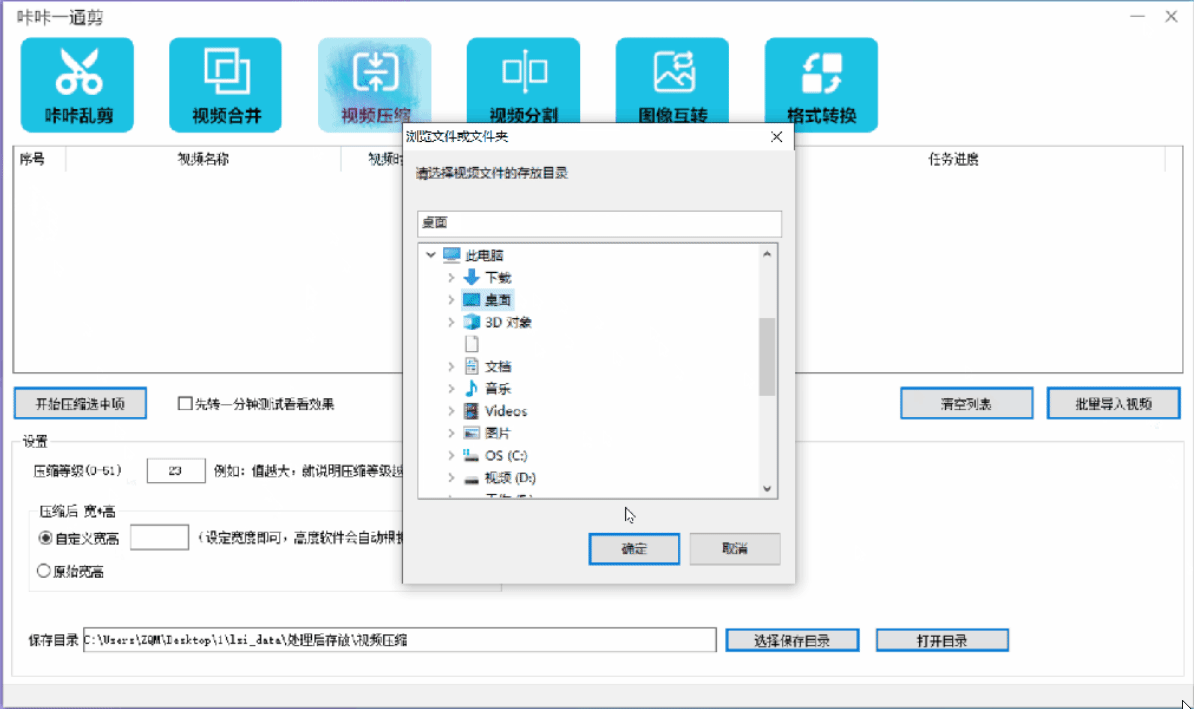 咔咔一通剪
咔咔乱剪
视频合并
视频压缩
视频分割
图像互转
格式转换
序号
视频名称
视频时
任务进度
浏览文件或文件夹
请选择视频文件的存放目录
桌面
此电脑
下载
桌面
3D 对象
文档
音乐
Videos
图片
OS (C:)
视频 (D:)
确定
取消
开始压缩选中项
先转一分钟测试看看效果
清空列表
批量导入视频
设置
压缩等级(0-51)
23
例如：值越大，就说明压缩等级越
压缩后 宽*高
自定义宽高
（设定宽度即可，高度软件会自动根据
原始宽高
保存目录
C:\Users\ZQM\Desktop\1\lsi_data\处理后存放\视频压缩
选择保存目录
打开目录